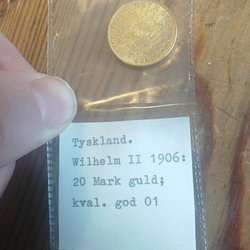 Tyskland.
Wilhelm II 1906:
20 Mark guld;
kval. god 01